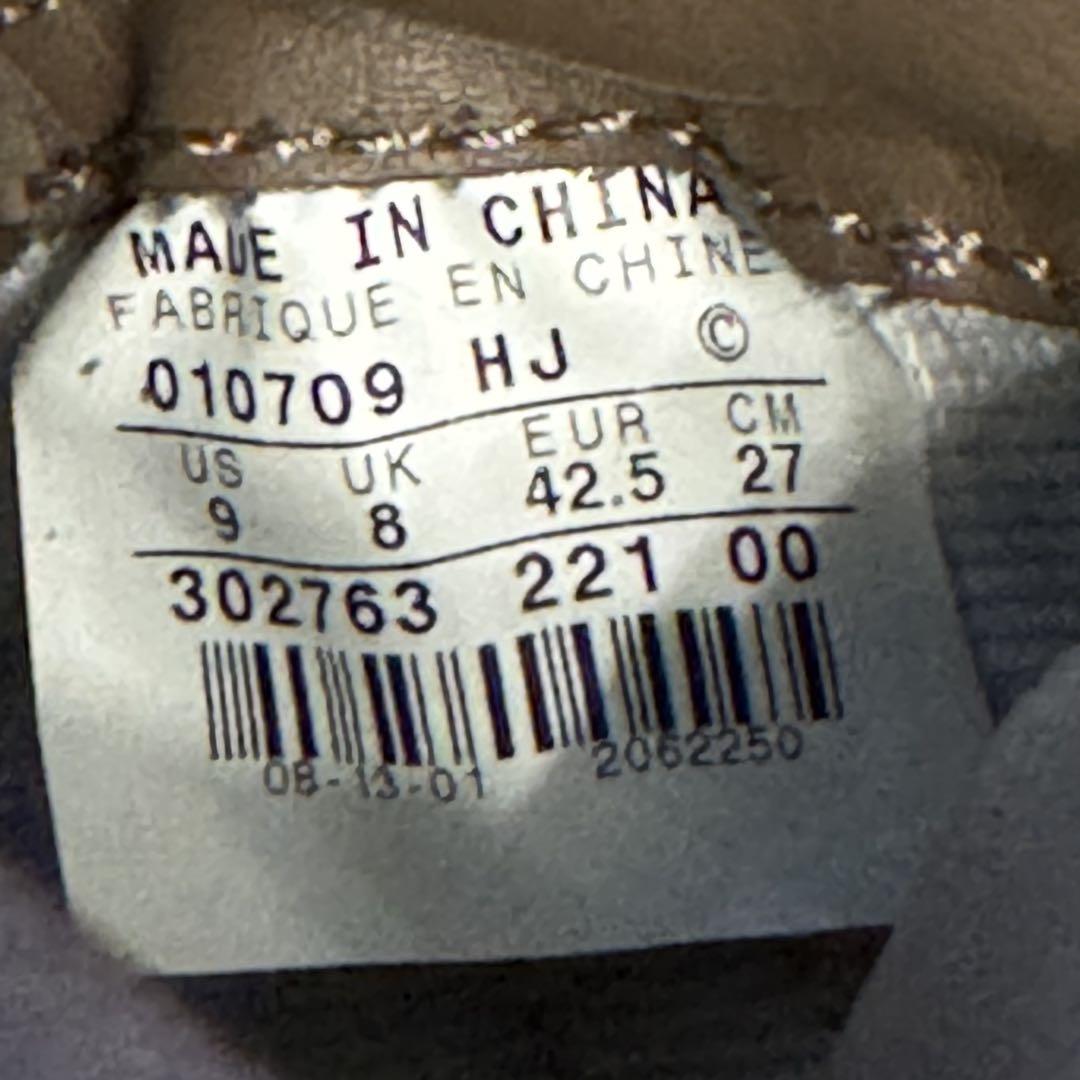 MADE IN CHINA
FABRIQUE EN CHINE
010709 HJ ©
US UK EUR CM
9 8 42.5 27
302763 221 00
08-13-01 2062250